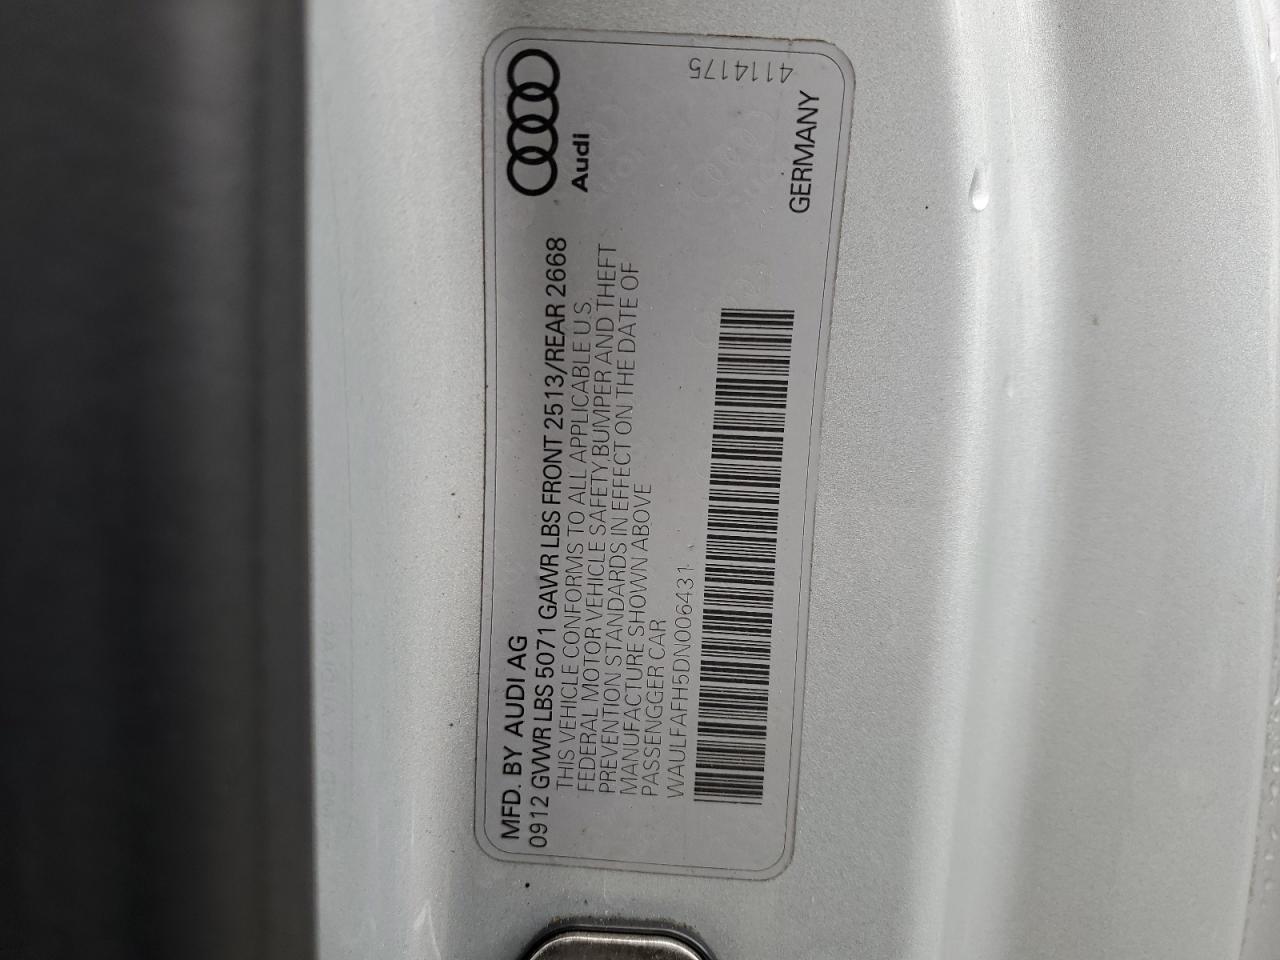 MFD. BY AUDI AG
0912 GVWR LBS 5071 GAWR LBS FRONT 2513/REAR 2668
THIS VEHICLE CONFORMS TO ALL APPLICABLE U.S.
FEDERAL MOTOR VEHICLE SAFETY,BUMPER AND THEFT
PREVENTION STANDARDS IN EFFECT ON THE DATE OF
MANUFACTURE SHOWN ABOVE
PASSENGGER CAR
WAULFAFH5DN006431
Audi
GERMANY
4114175